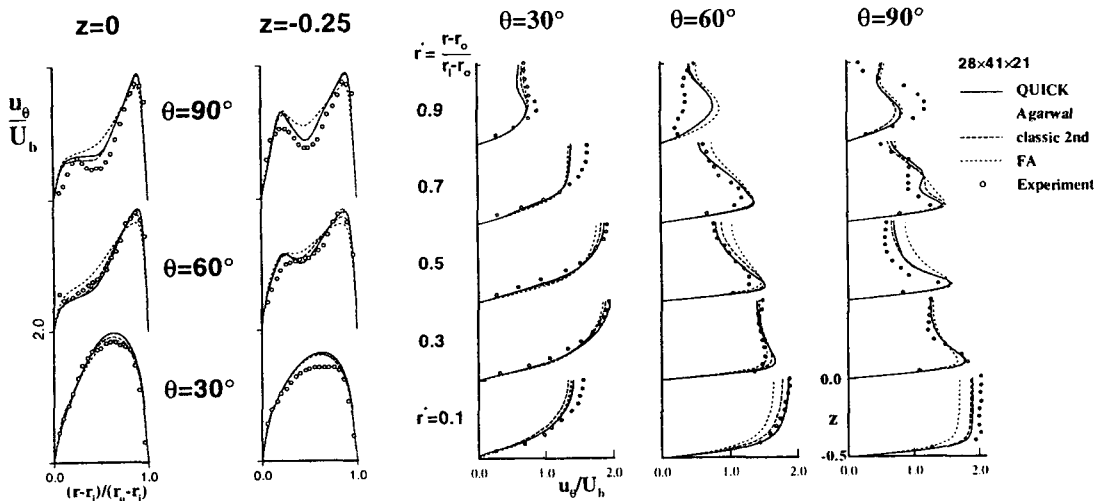 z=0
z=-0.25
θ=30°
θ=60°
θ=90°
r* = r-r_o / r_i-r_o
u_θ / U_b
θ=90°
θ=60°
θ=30°
2.0
0.0
1.0
(r-r_i)/(r_o-r_i)
0.0
1.0
0.9
0.7
0.5
0.3
r*=0.1
0.0
1.0
2.0
u_θ/U_b
0.0
1.0
2.0
0.0
z
-0.5
0.0
1.0
2.0
28×41×21
QUICK
Agarwal
classic 2nd
FA
Experiment